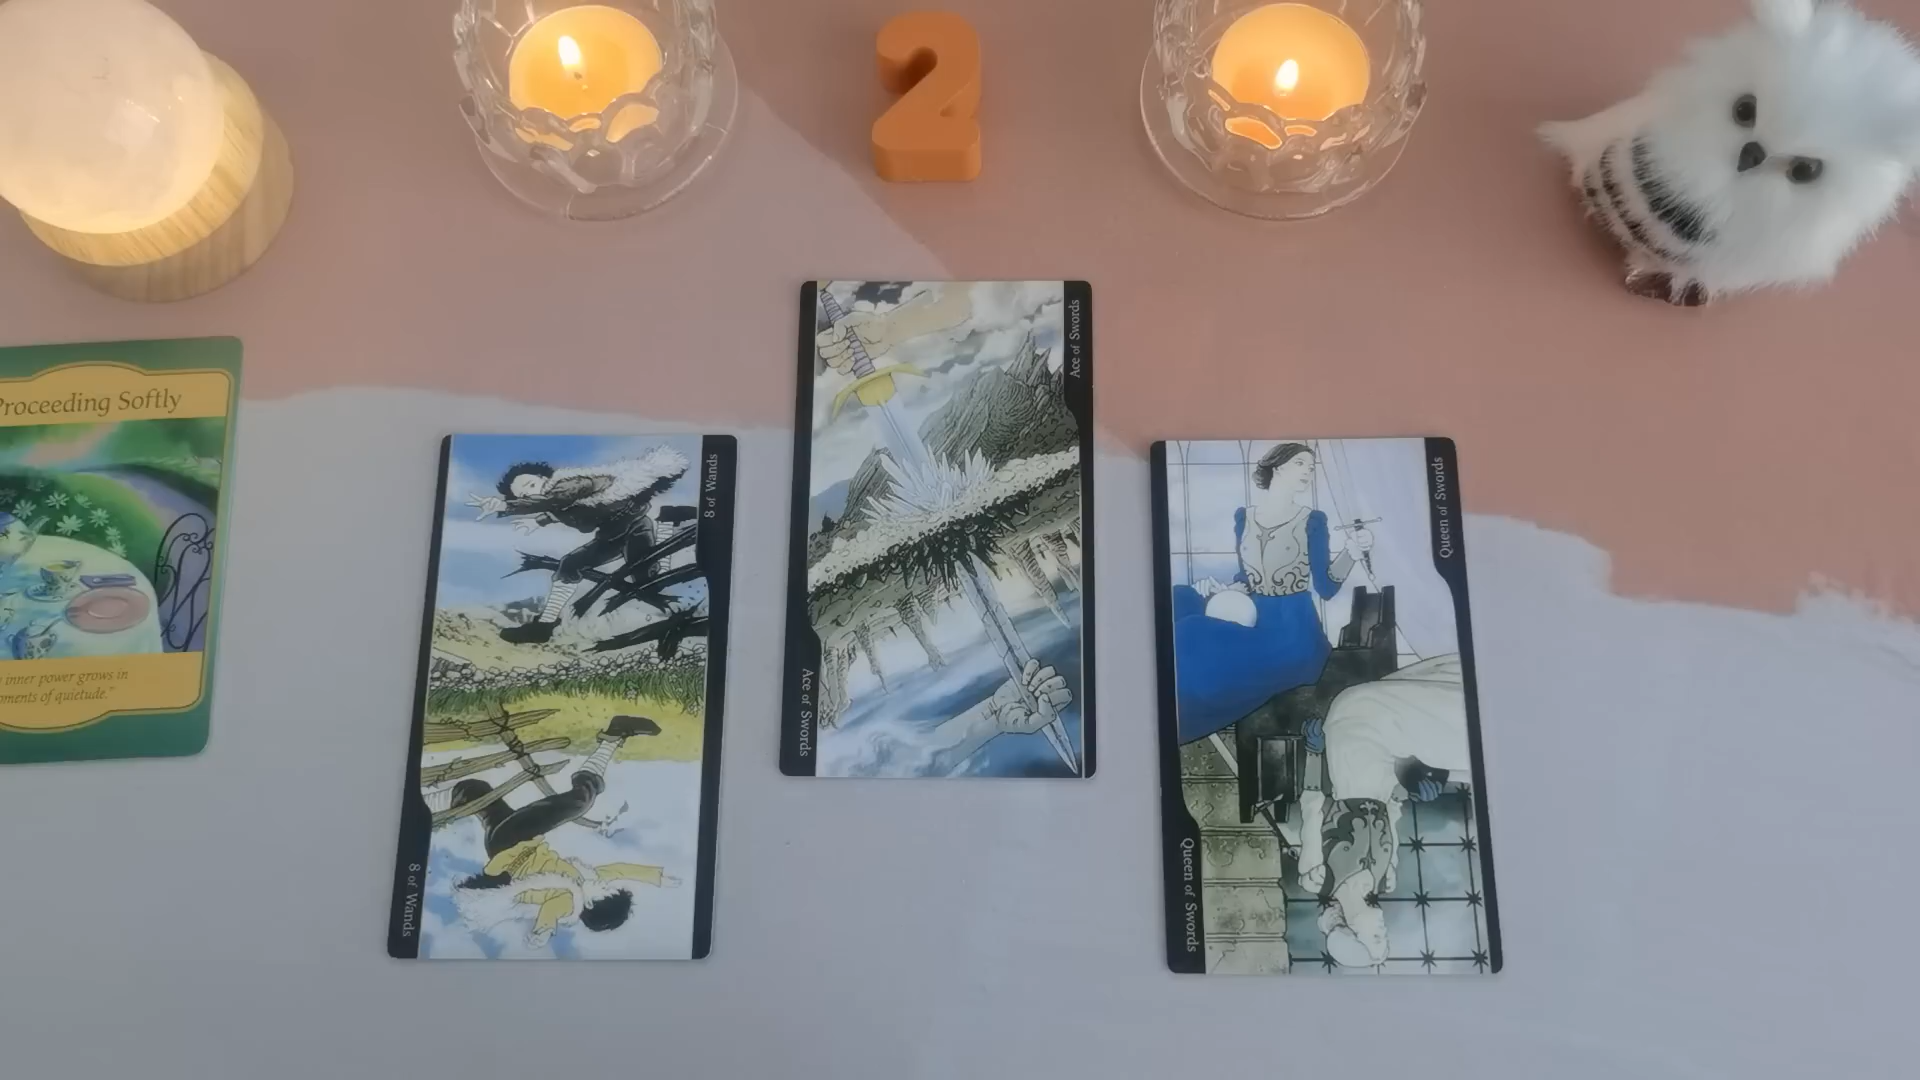 2
Proceeding Softly
inner power grows in
ments of quietude."
8 of Wands
8 of Wands
Ace of Swords
Ace of Swords
Queen of Swords
Queen of Swords